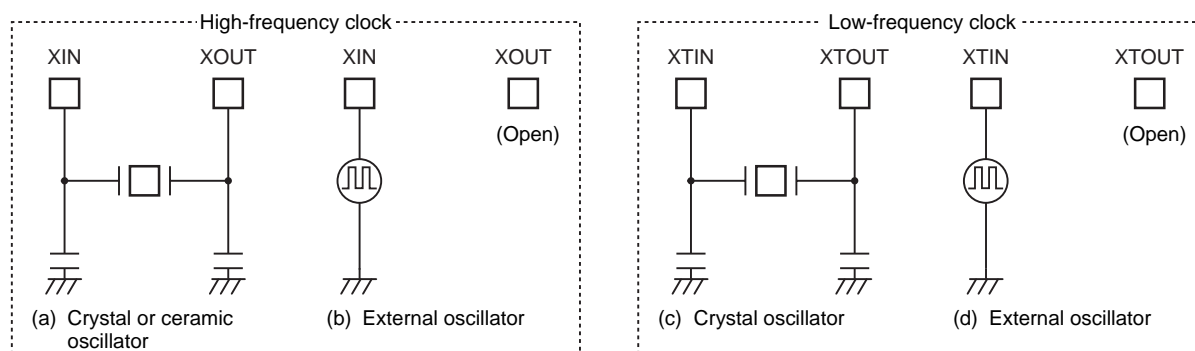 High-frequency clock
Low-frequency clock
XIN XOUT XIN XOUT
XTIN XTOUT XTIN XTOUT
(Open)
(Open)
(a) Crystal or ceramic
oscillator
(b) External oscillator
(c) Crystal oscillator
(d) External oscillator